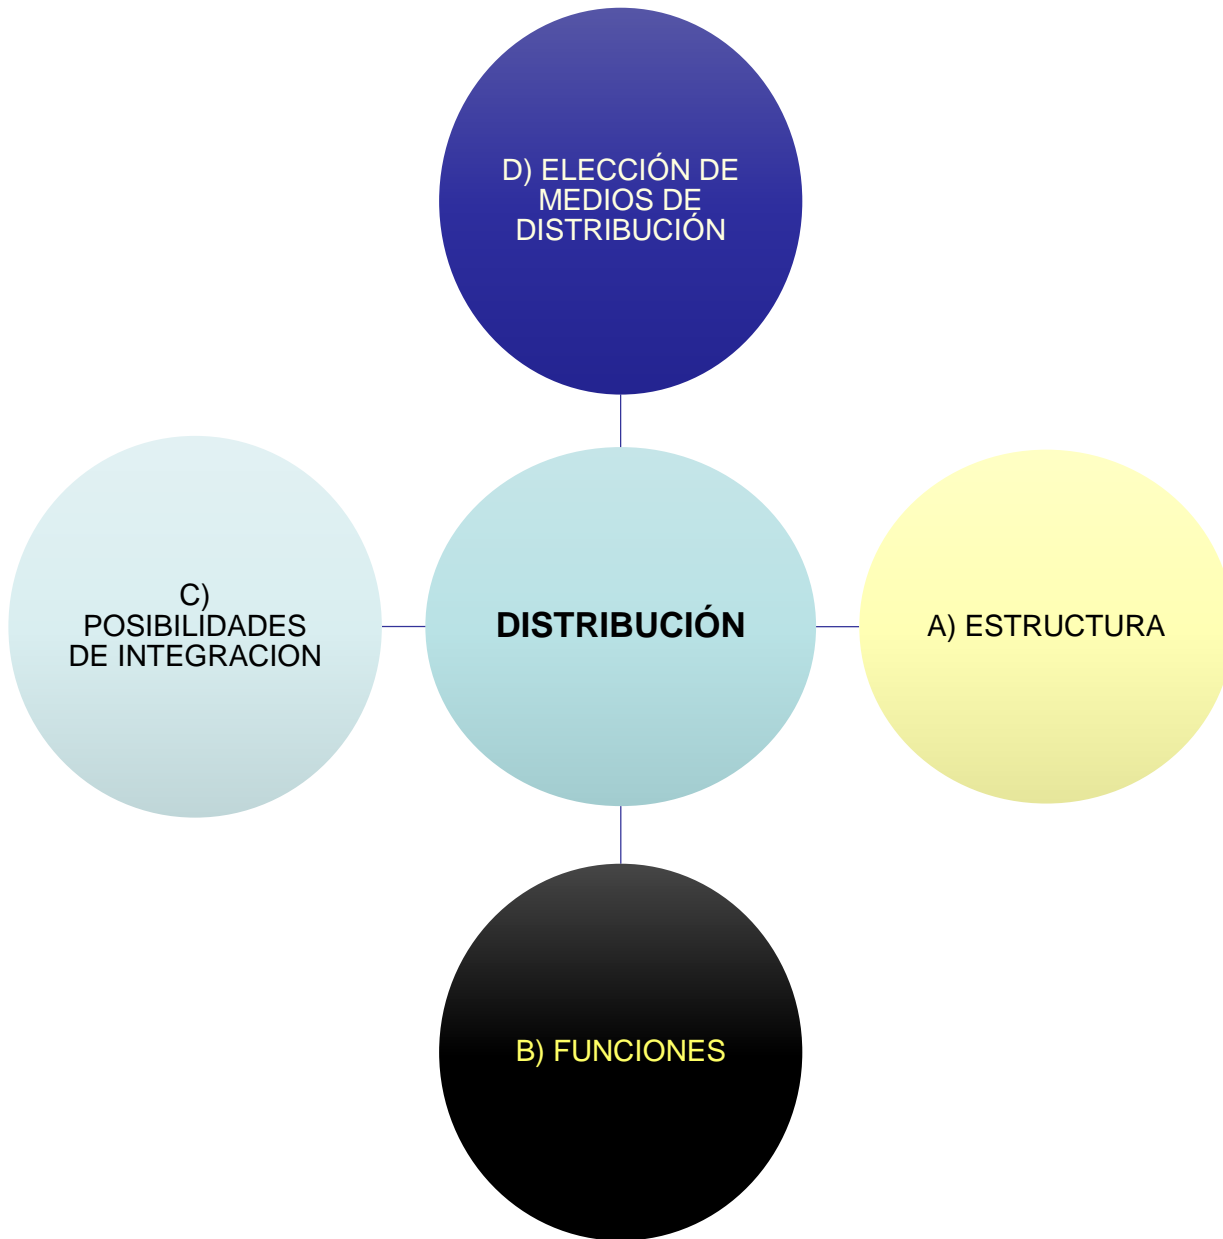 D) ELECCIÓN DE
MEDIOS DE
DISTRIBUCIÓN
C)
POSIBILIDADES
DE INTEGRACION
DISTRIBUCIÓN
A) ESTRUCTURA
B) FUNCIONES